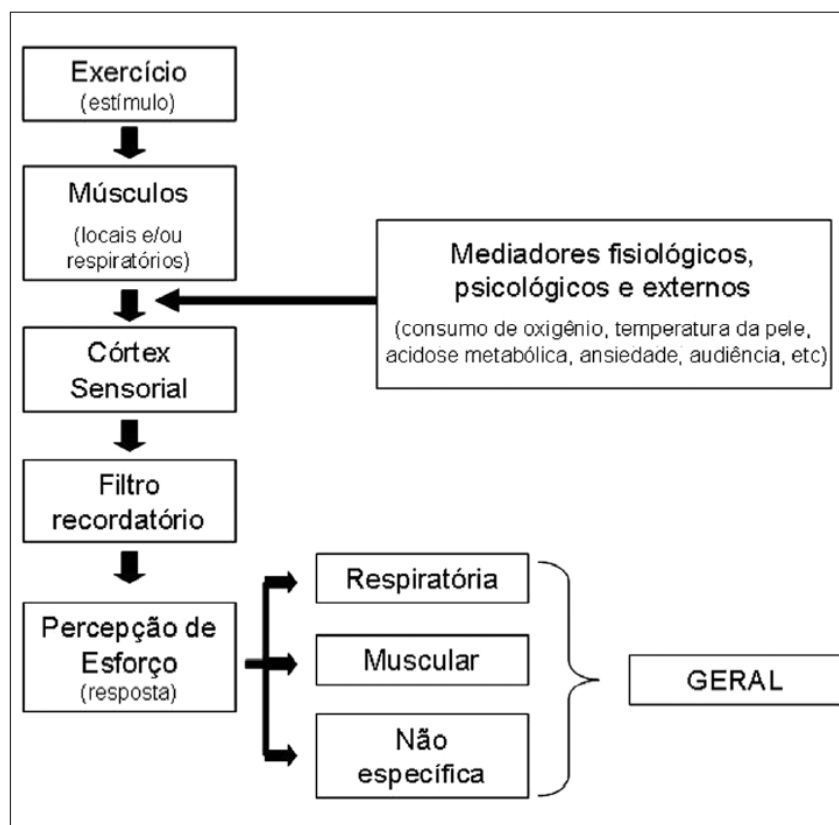 Exercício
(estímulo)
Músculos
(locais e/ou
respiratórios)
Mediadores fisiológicos,
psicológicos e externos
(consumo de oxigênio, temperatura da pele,
acidose metabólica, ansiedade, audiência, etc)
Córtex
Sensorial
Filtro
recordatório
Percepção de
Esforço
(resposta)
Respiratória
Muscular
Não
específica
GERAL